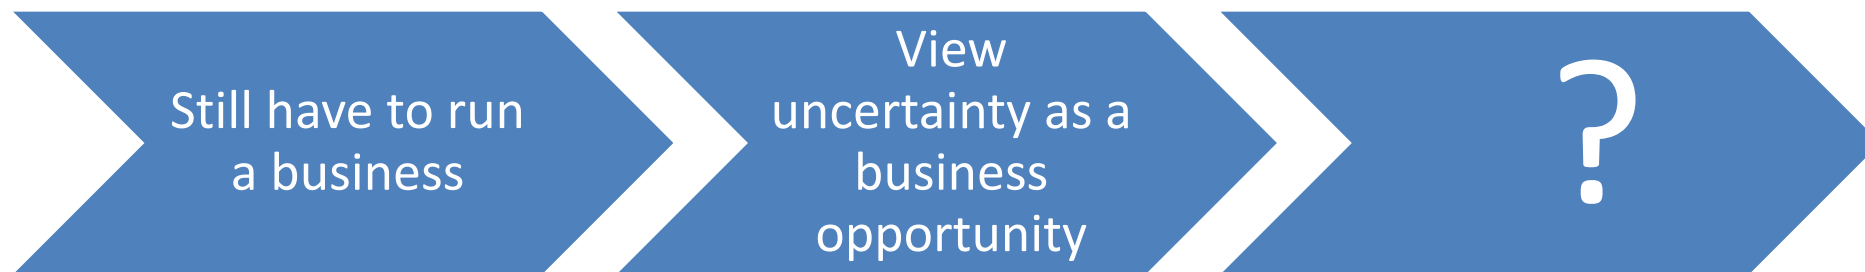 Still have to run
a business
View
uncertainty as a
business
opportunity
?